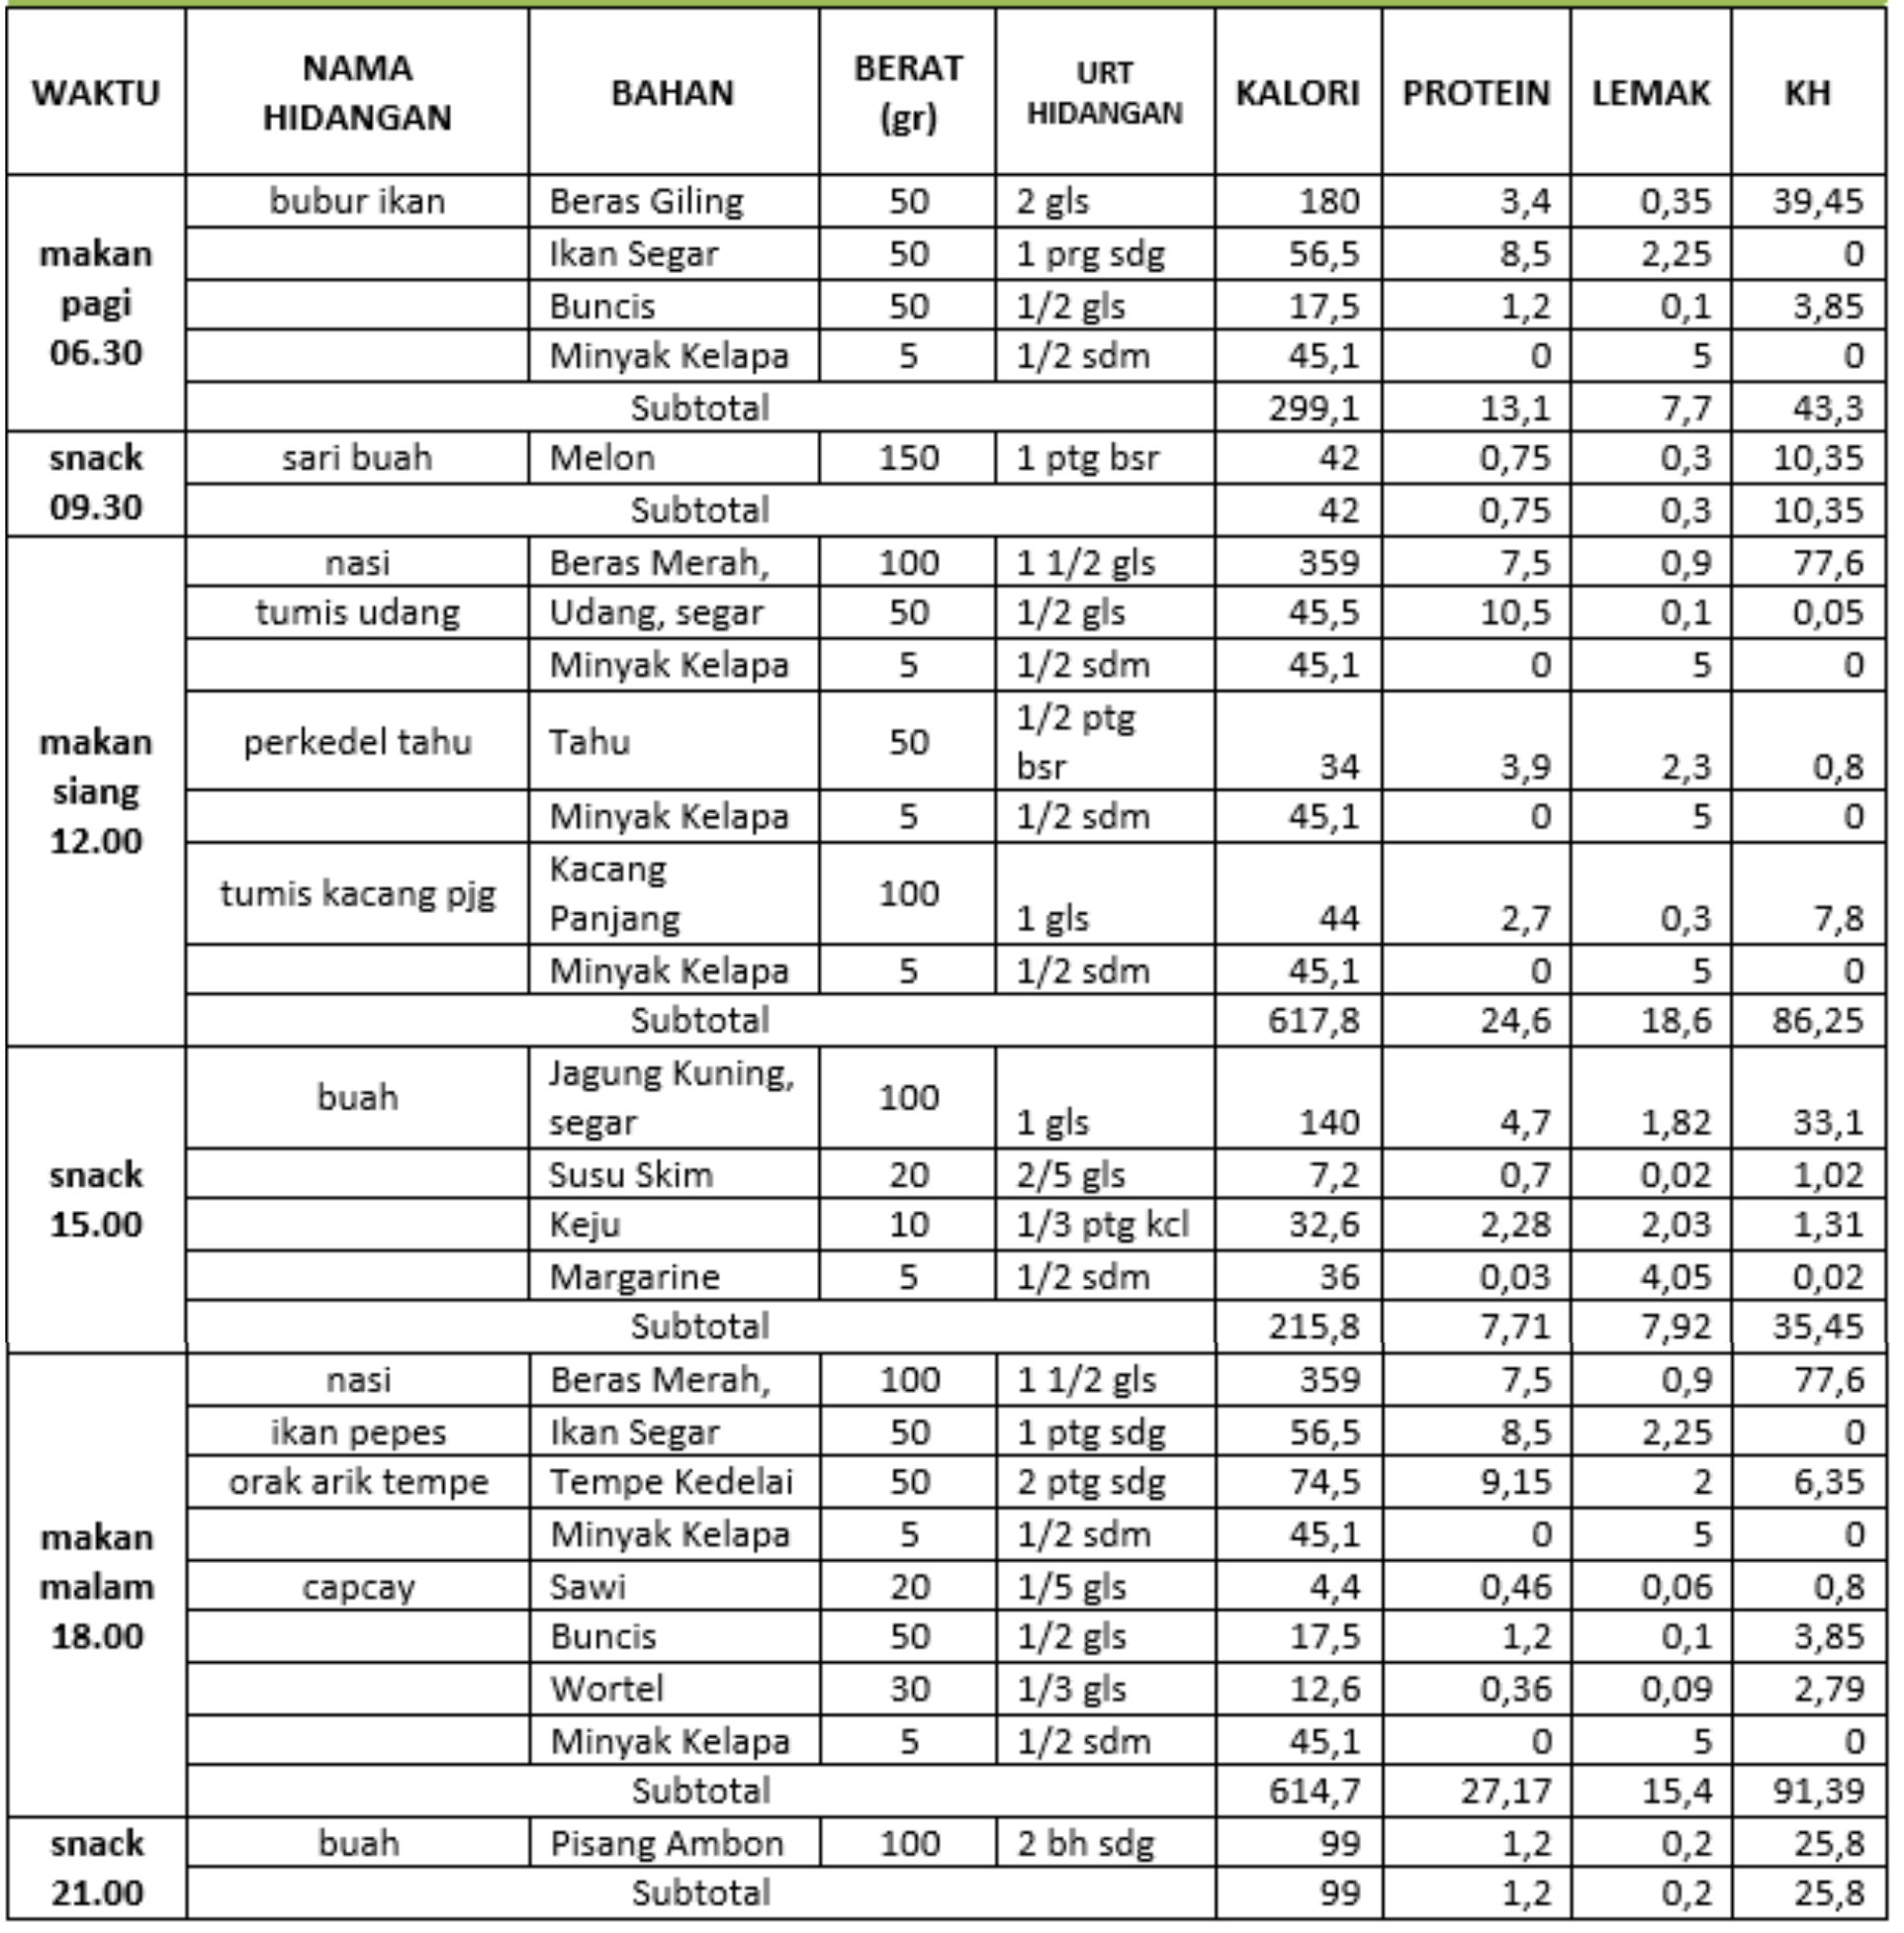 WAKTU NAMA HIDANGAN BAHAN BERAT (gr) URT HIDANGAN KALORI PROTEIN LEMAK KH
makan pagi 06.30
bubur ikan Beras Giling 50 2 gls 180 3,4 0,35 39,45
Ikan Segar 50 1 prg sdg 56,5 8,5 2,25 0
Buncis 50 1/2 gls 17,5 1,2 0,1 3,85
Minyak Kelapa 5 1/2 sdm 45,1 0 5 0
Subtotal 299,1 13,1 7,7 43,3
snack 09.30
sari buah Melon 150 1 ptg bsr 42 0,75 0,3 10,35
Subtotal 42 0,75 0,3 10,35
makan siang 12.00
nasi Beras Merah, 100 1 1/2 gls 359 7,5 0,9 77,6
tumis udang Udang, segar 50 1/2 gls 45,5 10,5 0,1 0,05
Minyak Kelapa 5 1/2 sdm 45,1 0 5 0
perkedel tahu Tahu 50 1/2 ptg bsr 34 3,9 2,3 0,8
Minyak Kelapa 5 1/2 sdm 45,1 0 5 0
tumis kacang pjg Kacang Panjang 100 1 gls 44 2,7 0,3 7,8
Minyak Kelapa 5 1/2 sdm 45,1 0 5 0
Subtotal 617,8 24,6 18,6 86,25
snack 15.00
buah Jagung Kuning, segar 100 1 gls 140 4,7 1,82 33,1
Susu Skim 20 2/5 gls 7,2 0,7 0,02 1,02
Keju 10 1/3 ptg kcl 32,6 2,28 2,03 1,31
Margarine 5 1/2 sdm 36 0,03 4,05 0,02
Subtotal 215,8 7,71 7,92 35,45
makan malam 18.00
nasi Beras Merah, 100 1 1/2 gls 359 7,5 0,9 77,6
ikan pepes Ikan Segar 50 1 ptg sdg 56,5 8,5 2,25 0
orak arik tempe Tempe Kedelai 50 2 ptg sdg 74,5 9,15 2 6,35
Minyak Kelapa 5 1/2 sdm 45,1 0 5 0
capcay Sawi 20 1/5 gls 4,4 0,46 0,06 0,8
Buncis 50 1/2 gls 17,5 1,2 0,1 3,85
Wortel 30 1/3 gls 12,6 0,36 0,09 2,79
Minyak Kelapa 5 1/2 sdm 45,1 0 5 0
Subtotal 614,7 27,17 15,4 91,39
snack 21.00
buah Pisang Ambon 100 2 bh sdg 99 1,2 0,2 25,8
Subtotal 99 1,2 0,2 25,8